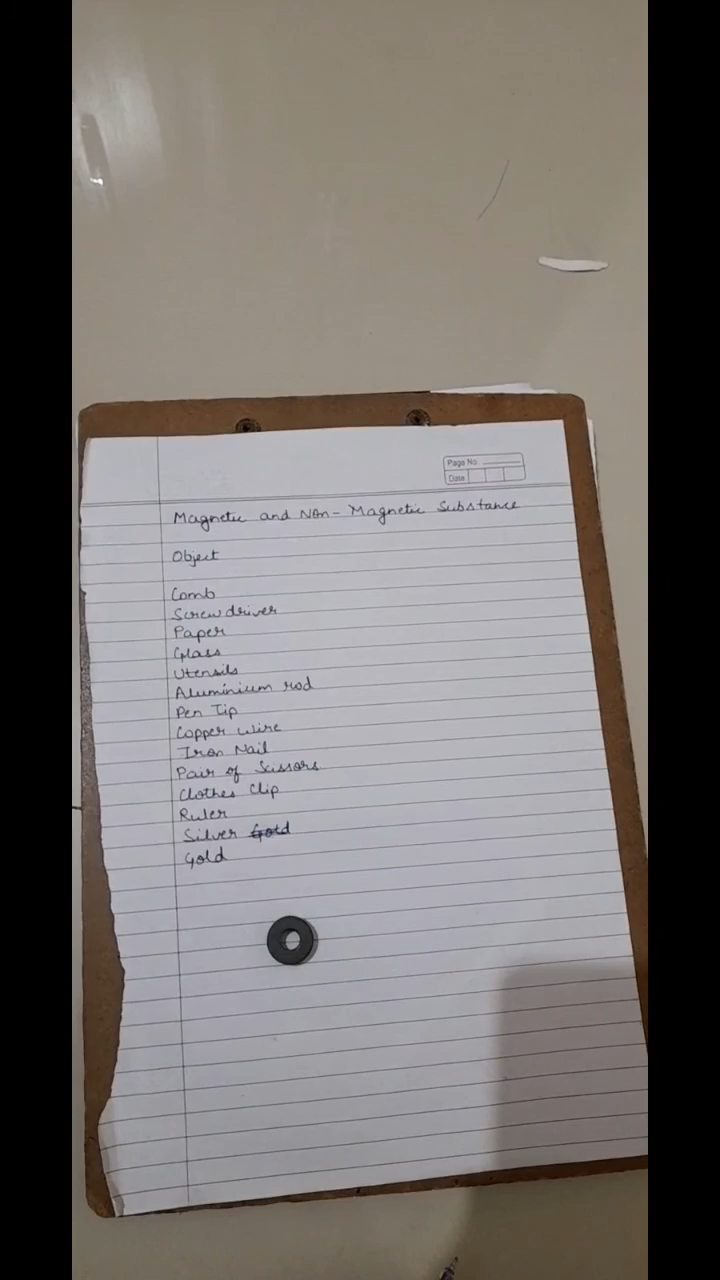 Page No.
Date
Magnetic and Non-Magnetic Substance
Object
Comb
Screwdriver
Paper
Glass
Utensils
Aluminium rod
Pen Tip
Copper Wire
Iron Nail
Pair of Scissors
Clothes Clip
Ruler
Silver Gold
Gold